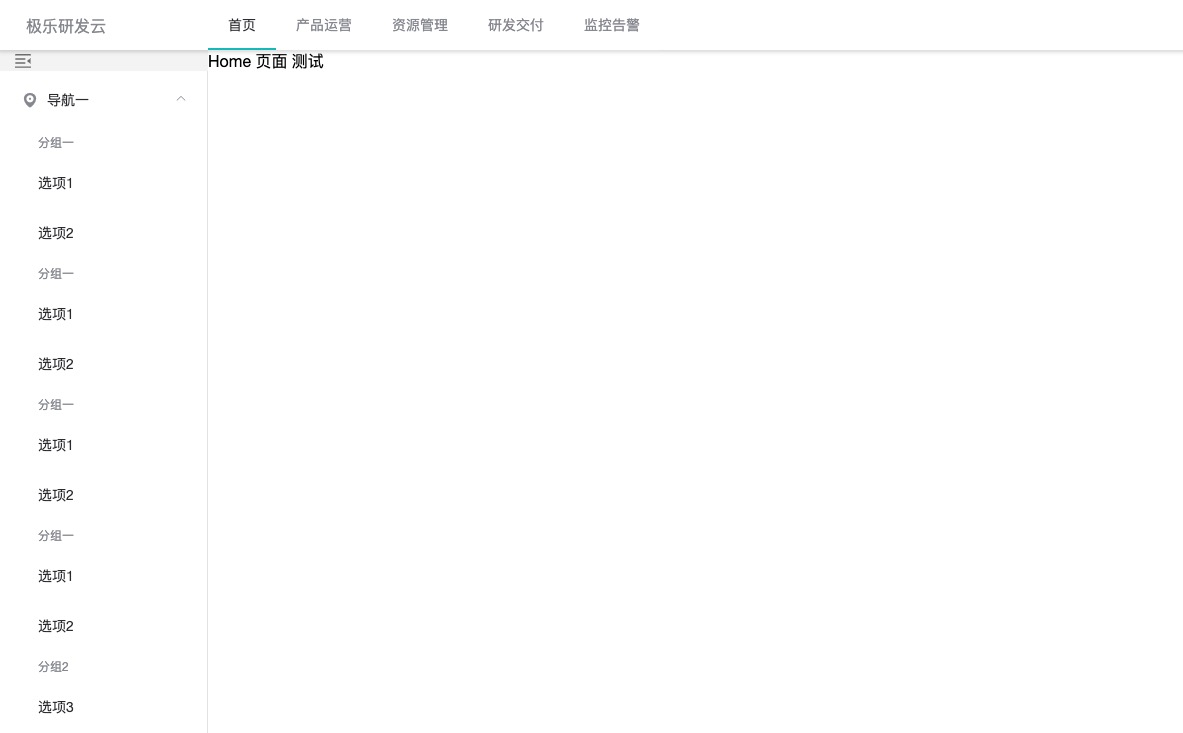 极乐研发云 首页 产品运营 资源管理 研发交付 监控告警
Home 页面 测试
导航一
分组一
选项1
选项2
分组一
选项1
选项2
分组一
选项1
选项2
分组一
选项1
选项2
分组2
选项3